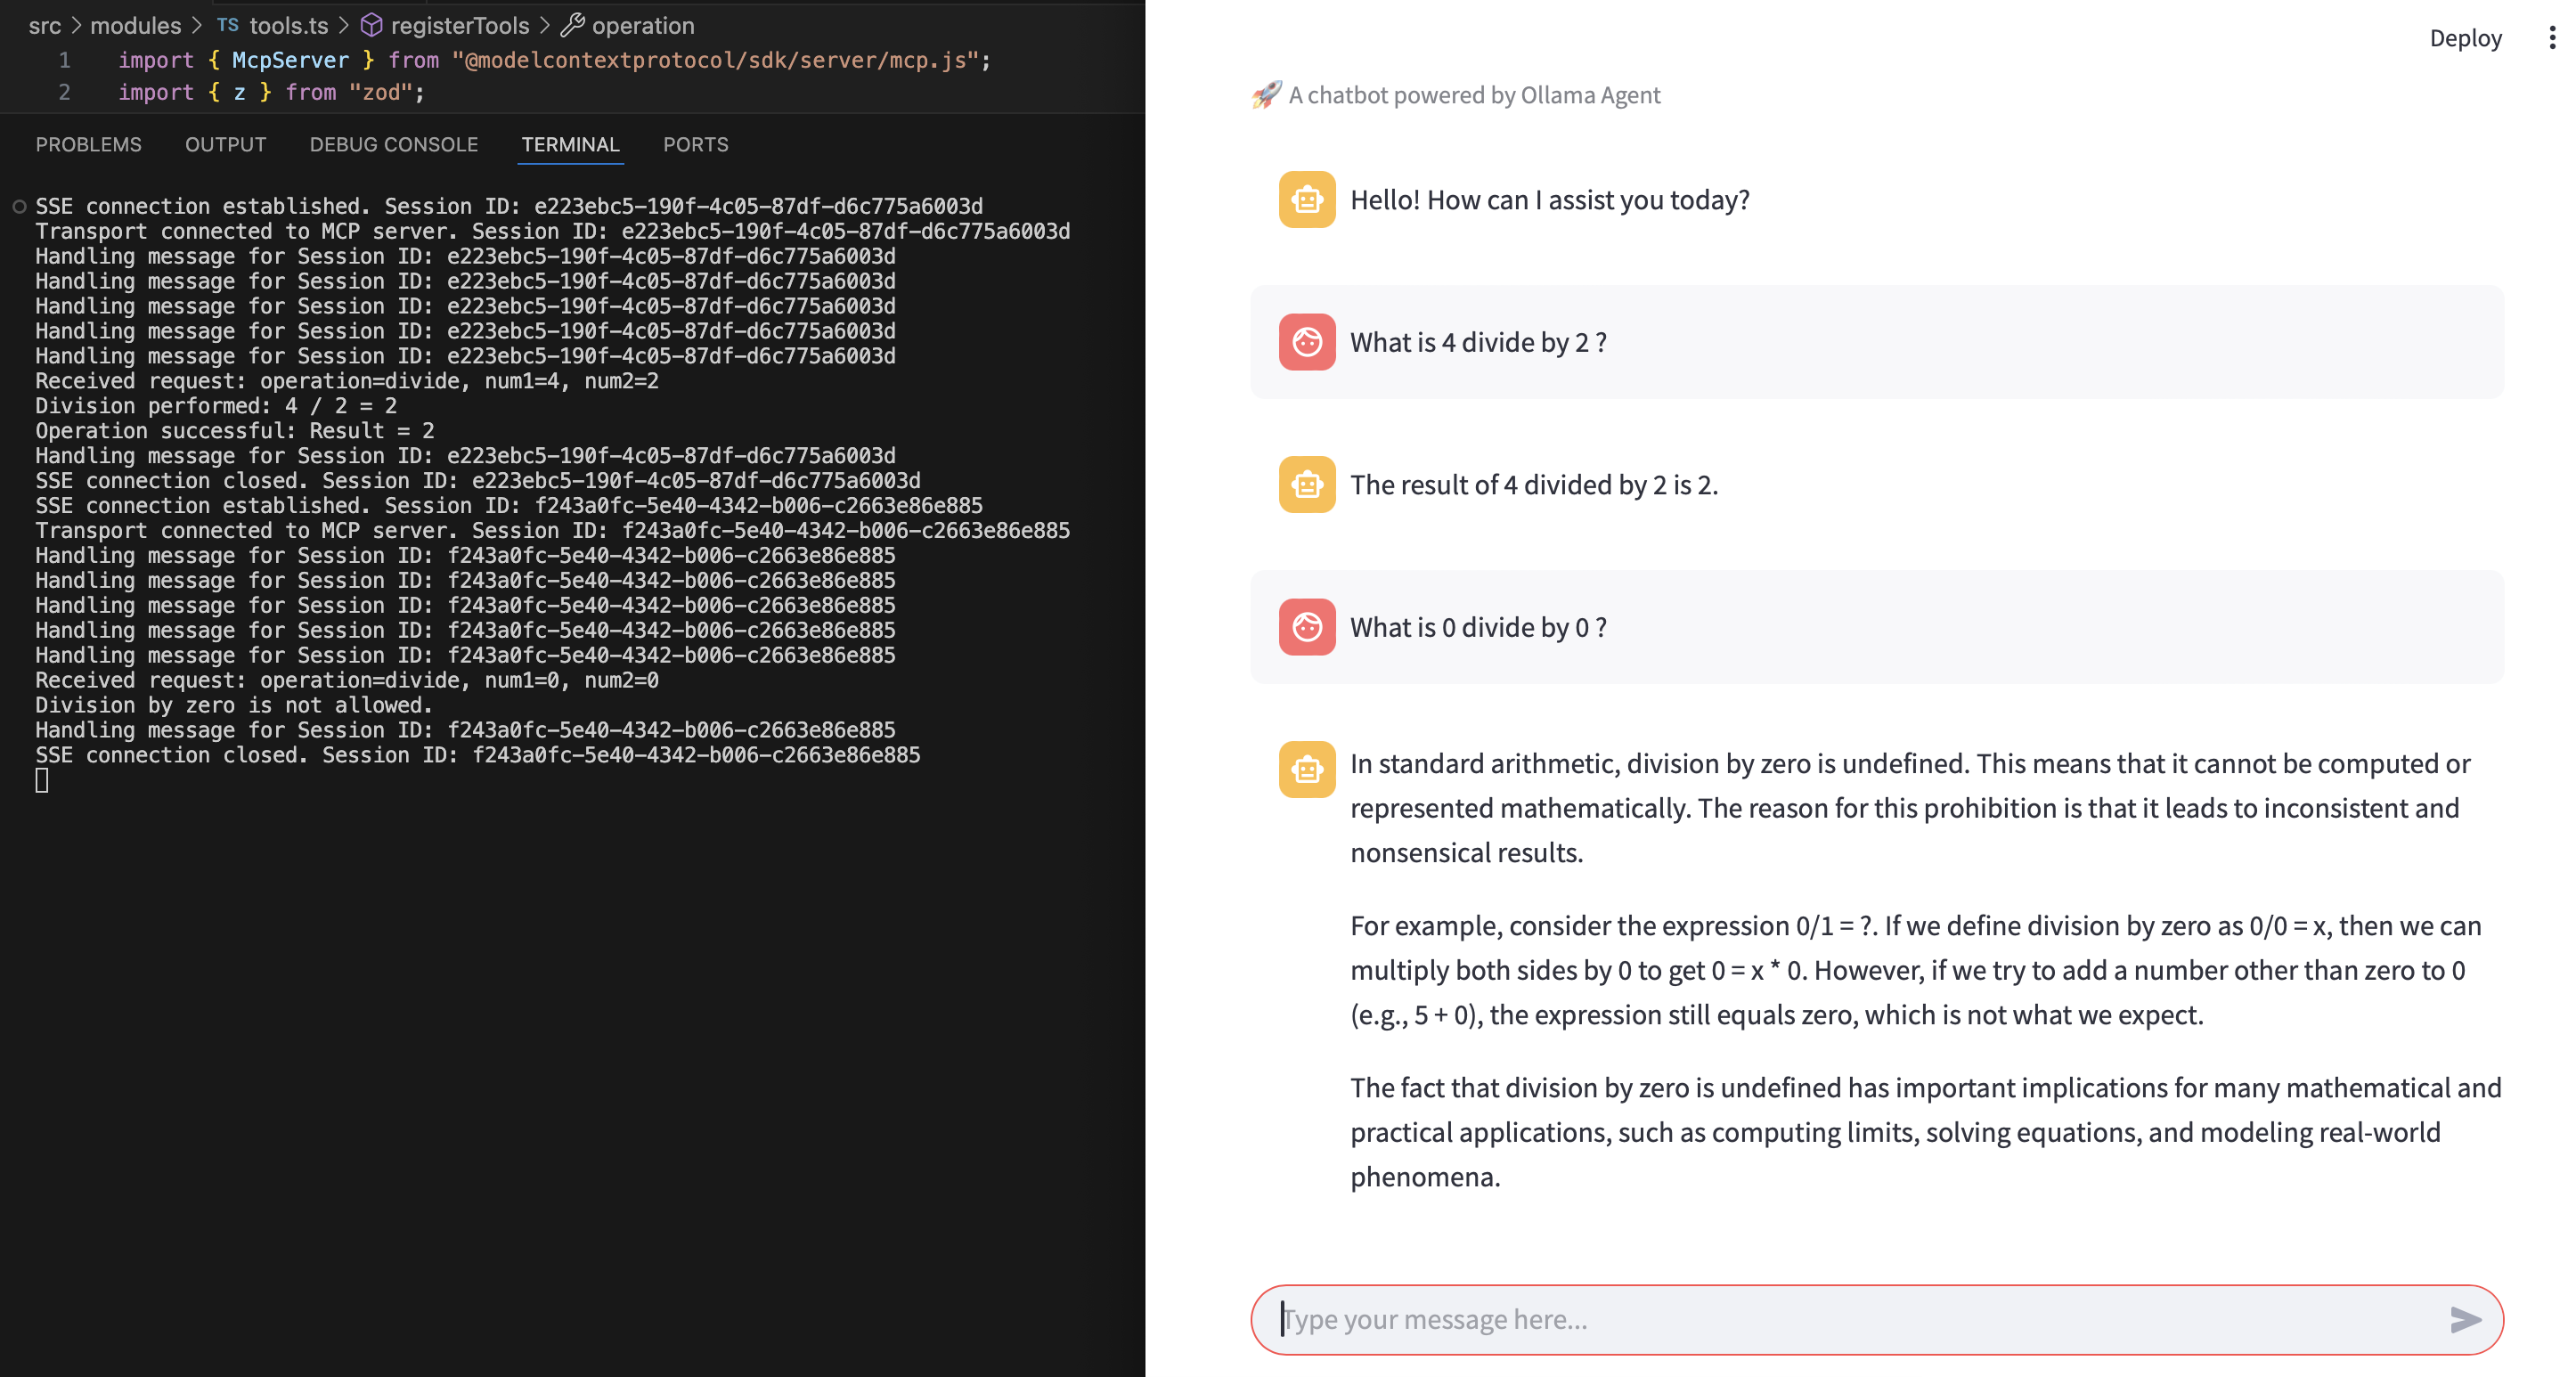 src > modules > TS tools.ts > registerTools > operation
1 import { McpServer } from "@modelcontextprotocol/sdk/server/mcp.js";
2 import { z } from "zod";
PROBLEMS OUTPUT DEBUG CONSOLE TERMINAL PORTS
SSE connection established. Session ID: e223ebc5-190f-4c05-87df-d6c775a6003d
Transport connected to MCP server. Session ID: e223ebc5-190f-4c05-87df-d6c775a6003d
Handling message for Session ID: e223ebc5-190f-4c05-87df-d6c775a6003d
Handling message for Session ID: e223ebc5-190f-4c05-87df-d6c775a6003d
Handling message for Session ID: e223ebc5-190f-4c05-87df-d6c775a6003d
Handling message for Session ID: e223ebc5-190f-4c05-87df-d6c775a6003d
Handling message for Session ID: e223ebc5-190f-4c05-87df-d6c775a6003d
Received request: operation=divide, num1=4, num2=2
Division performed: 4 / 2 = 2
Operation successful: Result = 2
Handling message for Session ID: e223ebc5-190f-4c05-87df-d6c775a6003d
SSE connection closed. Session ID: e223ebc5-190f-4c05-87df-d6c775a6003d
SSE connection established. Session ID: f243a0fc-5e40-4342-b006-c2663e86e885
Transport connected to MCP server. Session ID: f243a0fc-5e40-4342-b006-c2663e86e885
Handling message for Session ID: f243a0fc-5e40-4342-b006-c2663e86e885
Handling message for Session ID: f243a0fc-5e40-4342-b006-c2663e86e885
Handling message for Session ID: f243a0fc-5e40-4342-b006-c2663e86e885
Handling message for Session ID: f243a0fc-5e40-4342-b006-c2663e86e885
Handling message for Session ID: f243a0fc-5e40-4342-b006-c2663e86e885
Received request: operation=divide, num1=0, num2=0
Division by zero is not allowed.
Handling message for Session ID: f243a0fc-5e40-4342-b006-c2663e86e885
SSE connection closed. Session ID: f243a0fc-5e40-4342-b006-c2663e86e885
Deploy
🚀 A chatbot powered by Ollama Agent
Hello! How can I assist you today?
What is 4 divide by 2 ?
The result of 4 divided by 2 is 2.
What is 0 divide by 0 ?
In standard arithmetic, division by zero is undefined. This means that it cannot be computed or
represented mathematically. The reason for this prohibition is that it leads to inconsistent and
nonsensical results.
For example, consider the expression 0/1 = ?. If we define division by zero as 0/0 = x, then we can
multiply both sides by 0 to get 0 = x * 0. However, if we try to add a number other than zero to 0
(e.g., 5 + 0), the expression still equals zero, which is not what we expect.
The fact that division by zero is undefined has important implications for many mathematical and
practical applications, such as computing limits, solving equations, and modeling real-world
phenomena.
Type your message here...